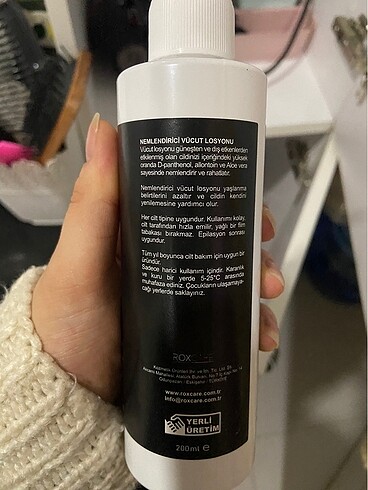 NEMLENDİRİCİ VÜCUT LOSYONU
Vücut losyonu güneşten ve dış etkenlerden
etkilenmiş olan cildinizi içeriğindeki yüksek
oranda D-panthenol, allontoin ve Aloe vera
sayesinde nemlendirir ve rahatlatır.
Nemlendirici vücut losyonu yaşlanma
belirtilerini azaltır ve cildin kendini
yenilemesine yardımcı olur.
Her cilt tipine uygundur. Kullanımı kolay,
cilt tarafından hızla emilir, yağlı bir film
tabakası bırakmaz. Epilasyon sonrası
uygundur.
Tüm yıl boyunca cilt bakım için uygun bir
üründür.
Sadece harici kullanım içindir. Karanlık
ve kuru bir yerde 5-25°C arasında
muhafaza ediniz. Çocukların ulaşamaya-
cağı yerlerde saklayınız.
ROXCARE
Kozmetik Ürünleri
www.roxcare.com.tr
info@roxcare.com.tr
YERLİ
ÜRETİM
200ml e